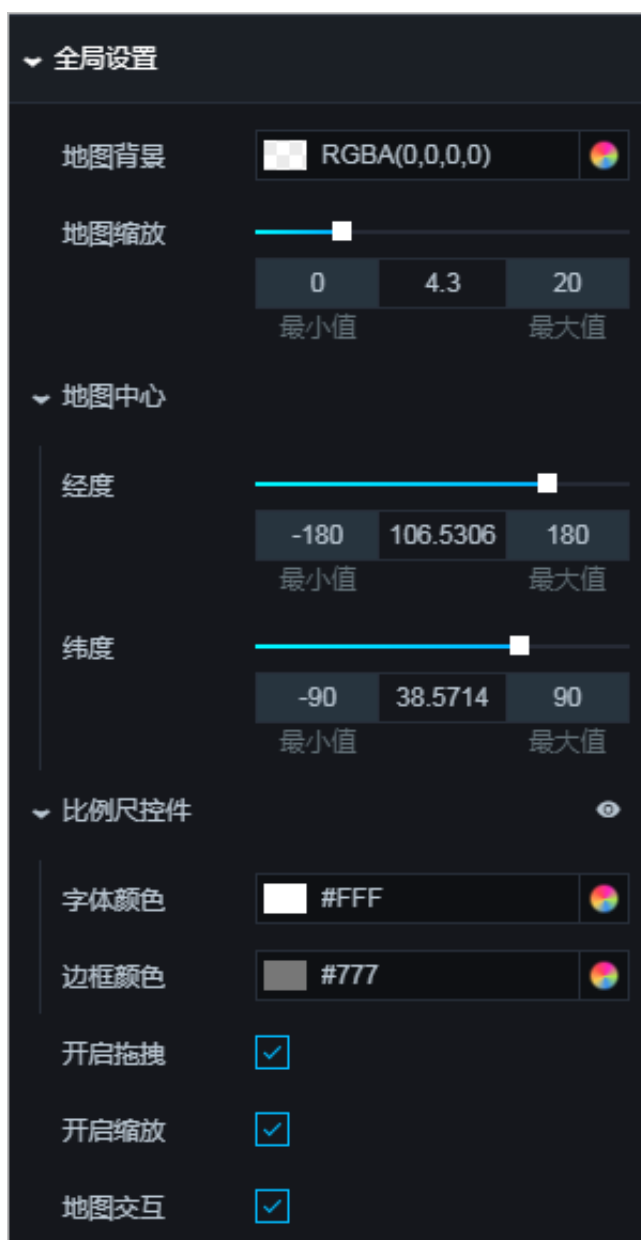 全局设置
地图背景 RGBA(0,0,0,0)
地图缩放
0 4.3 20
最小值 最大值
地图中心
经度
-180 106.5306 180
最小值 最大值
纬度
-90 38.5714 90
最小值 最大值
比例尺控件
字体颜色 #FFF
边框颜色 #777
开启拖拽
开启缩放
地图交互